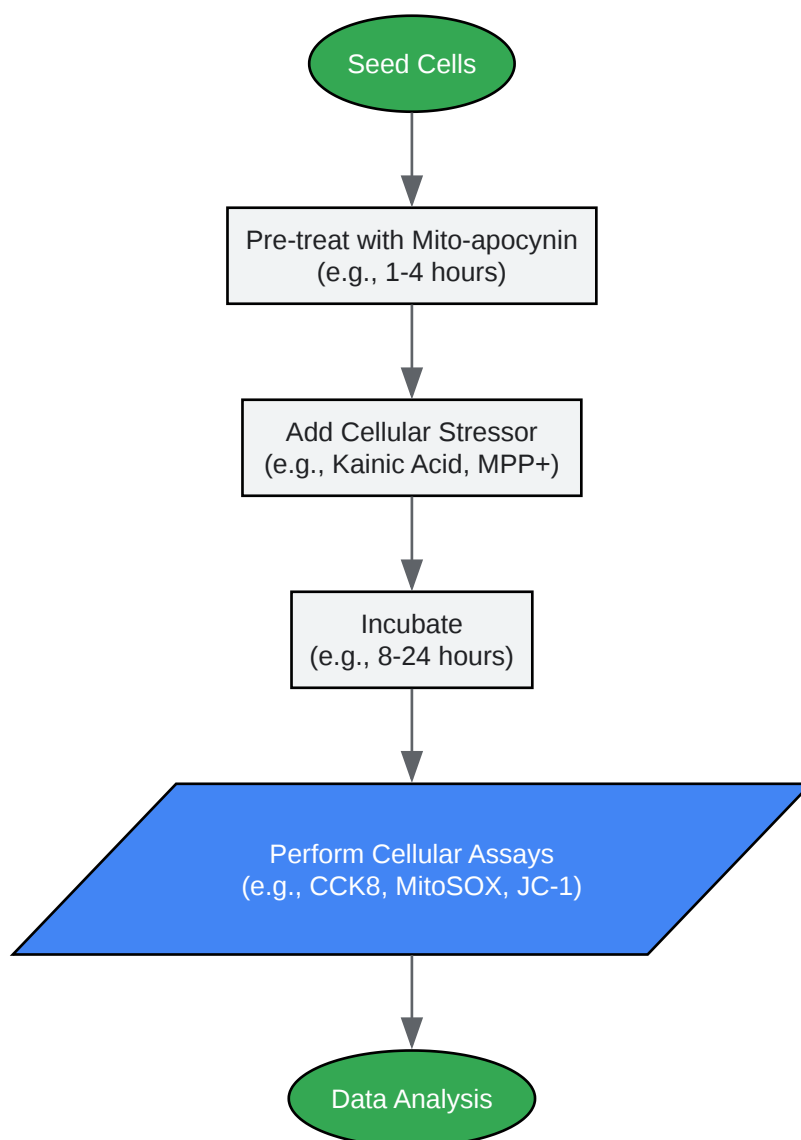 Seed Cells
Pre-treat with Mito-apocynin
(e.g., 1-4 hours)
Add Cellular Stressor
(e.g., Kainic Acid, MPP+)
Incubate
(e.g., 8-24 hours)
Perform Cellular Assays
(e.g., CCK8, MitoSOX, JC-1)
Data Analysis